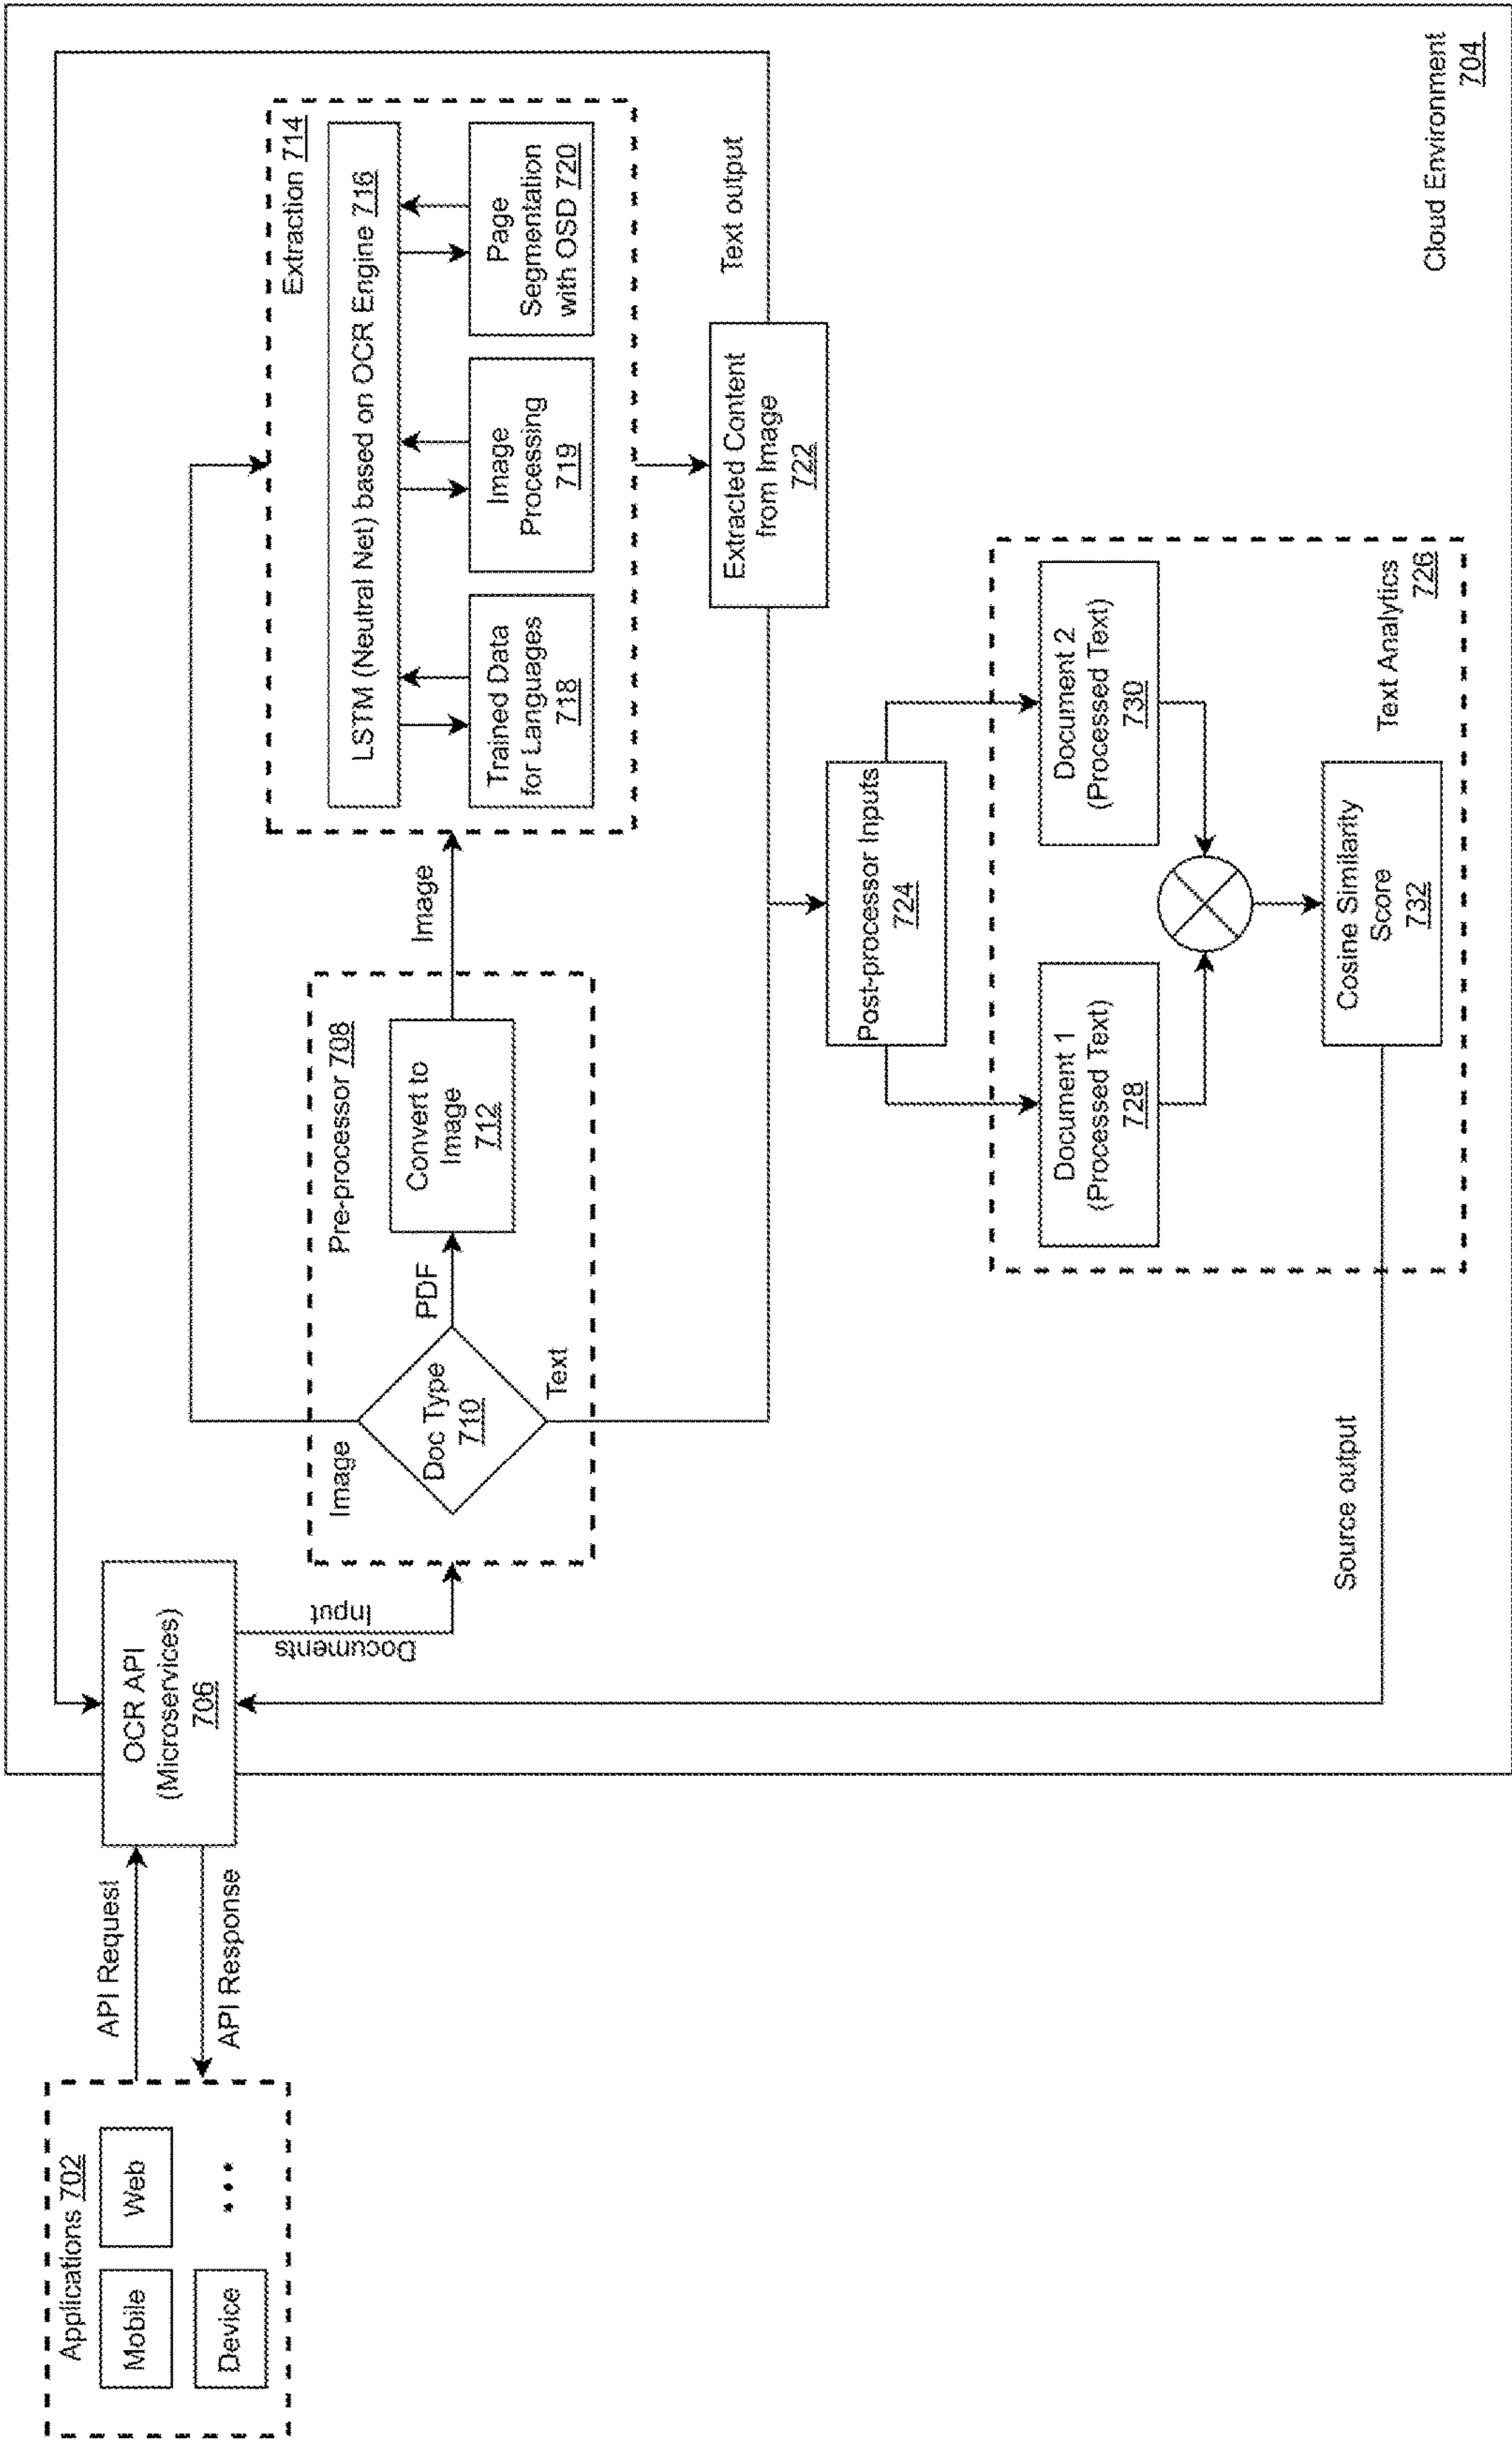 Applications 702
Mobile
Web
Device
...
API Request
API Response
OCR API
(Microservices)
706
Documents
Input
Pre-processor 708
Image
Doc Type
710
PDF
Text
Convert to
Image
712
Image
Extraction 714
LSTM (Neutral Net) based on OCR Engine 716
Trained Data
for Languages
718
Image
Processing
719
Page
Segmentation
with OSD 720
Extracted Content
from Image
722
Text output
Post-processor Inputs
724
Document 1
(Processed Text)
728
Document 2
(Processed Text)
730
Cosine Similarity
Score
732
Text Analytics
726
Source output
Cloud Environment
704